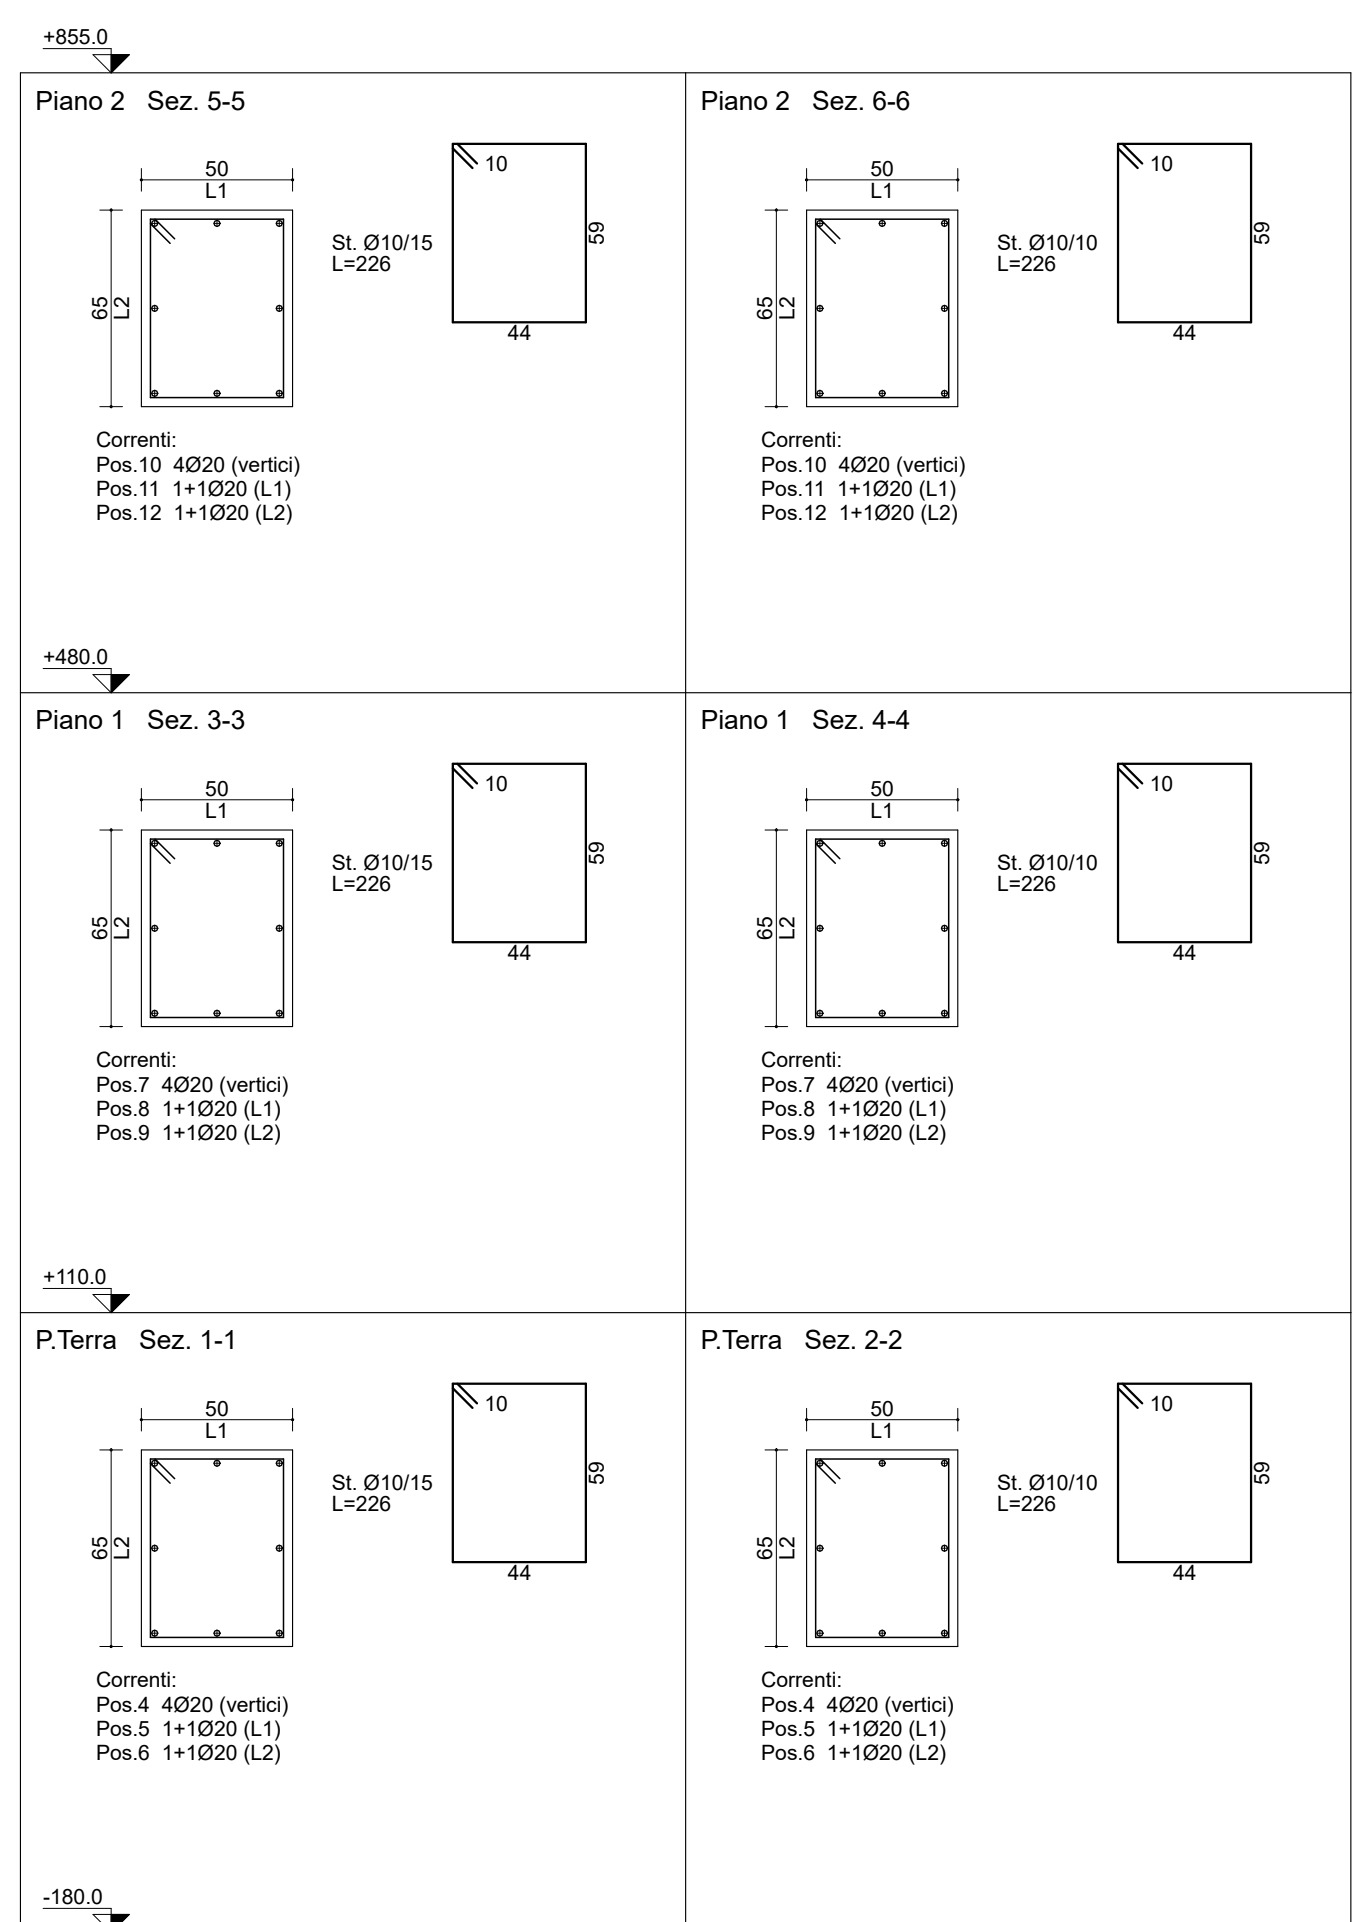 +855.0
Piano 2 Sez. 5-5
50
L1
65
L2
10
St. Ø10/15
L=226
59
44
Correnti:
Pos.10 4Ø20 (vertici)
Pos.11 1+1Ø20 (L1)
Pos.12 1+1Ø20 (L2)
Piano 2 Sez. 6-6
50
L1
65
L2
10
St. Ø10/10
L=226
59
44
Correnti:
Pos.10 4Ø20 (vertici)
Pos.11 1+1Ø20 (L1)
Pos.12 1+1Ø20 (L2)
+480.0
Piano 1 Sez. 3-3
50
L1
65
L2
10
St. Ø10/15
L=226
59
44
Correnti:
Pos.7 4Ø20 (vertici)
Pos.8 1+1Ø20 (L1)
Pos.9 1+1Ø20 (L2)
Piano 1 Sez. 4-4
50
L1
65
L2
10
St. Ø10/10
L=226
59
44
Correnti:
Pos.7 4Ø20 (vertici)
Pos.8 1+1Ø20 (L1)
Pos.9 1+1Ø20 (L2)
+110.0
P.Terra Sez. 1-1
50
L1
65
L2
10
St. Ø10/15
L=226
59
44
Correnti:
Pos.4 4Ø20 (vertici)
Pos.5 1+1Ø20 (L1)
Pos.6 1+1Ø20 (L2)
P.Terra Sez. 2-2
50
L1
65
L2
10
St. Ø10/10
L=226
59
44
Correnti:
Pos.4 4Ø20 (vertici)
Pos.5 1+1Ø20 (L1)
Pos.6 1+1Ø20 (L2)
-180.0